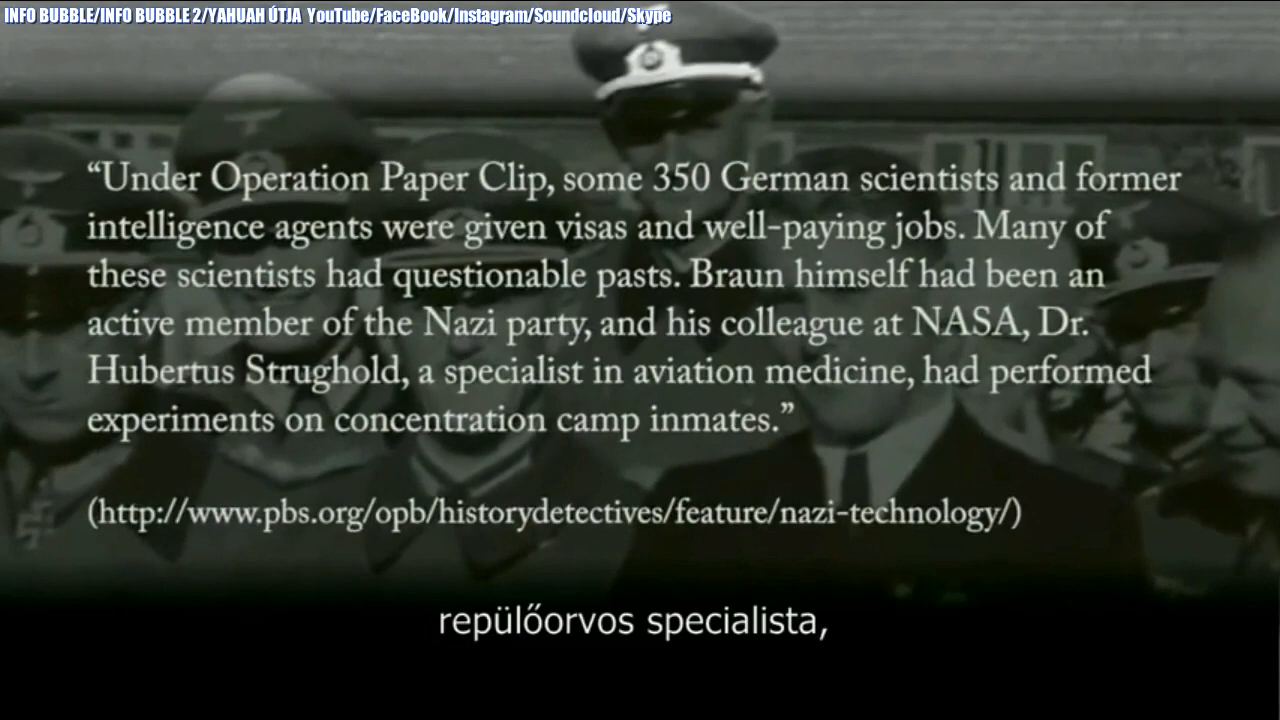 INFO BUBBLE/INFO BUBBLE 2/YAHUAH ÚTJA YouTube/FaceBook/Instagram/Soundcloud/Skype
“Under Operation Paper Clip, some 350 German scientists and former
intelligence agents were given visas and well-paying jobs. Many of
these scientists had questionable pasts. Braun himself had been an
active member of the Nazi party, and his colleague at NASA, Dr.
Hubertus Strughold, a specialist in aviation medicine, had performed
experiments on concentration camp inmates.”
(http://www.pbs.org/opb/historydetectives/feature/nazi-technology/)
repülőorvos specialista,